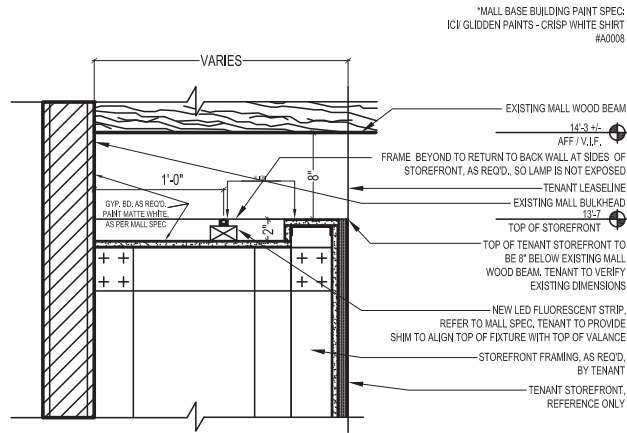 *MALL BASE BUILDING PAINT SPEC:
ICI/ GLIDDEN PAINTS - CRISP WHITE SHIRT
#A0008
VARIES
EXISTING MALL WOOD BEAM
14'-3 +/-
AFF / V.I.F.
FRAME BEYOND TO RETURN TO BACK WALL AT SIDES OF
STOREFRONT, AS REQ'D., SO LAMP IS NOT EXPOSED
1'-0"
8"
TENANT LEASELINE
EXISTING MALL BULKHEAD
GYP. BD. AS REQ'D.
PAINT MATTE WHITE,
AS PER MALL SPEC
13-7
TOP OF STOREFRONT
2"
TOP OF TENANT STOREFRONT TO
BE 8" BELOW EXISTING MALL
WOOD BEAM. TENANT TO VERIFY
EXISTING DIMENSIONS
NEW LED FLUORESCENT STRIP,
REFER TO MALL SPEC. TENANT TO PROVIDE
SHIM TO ALIGN TOP OF FIXTURE WITH TOP OF VALANCE
STOREFRONT FRAMING, AS REQ'D,
BY TENANT
TENANT STOREFRONT,
REFERENCE ONLY